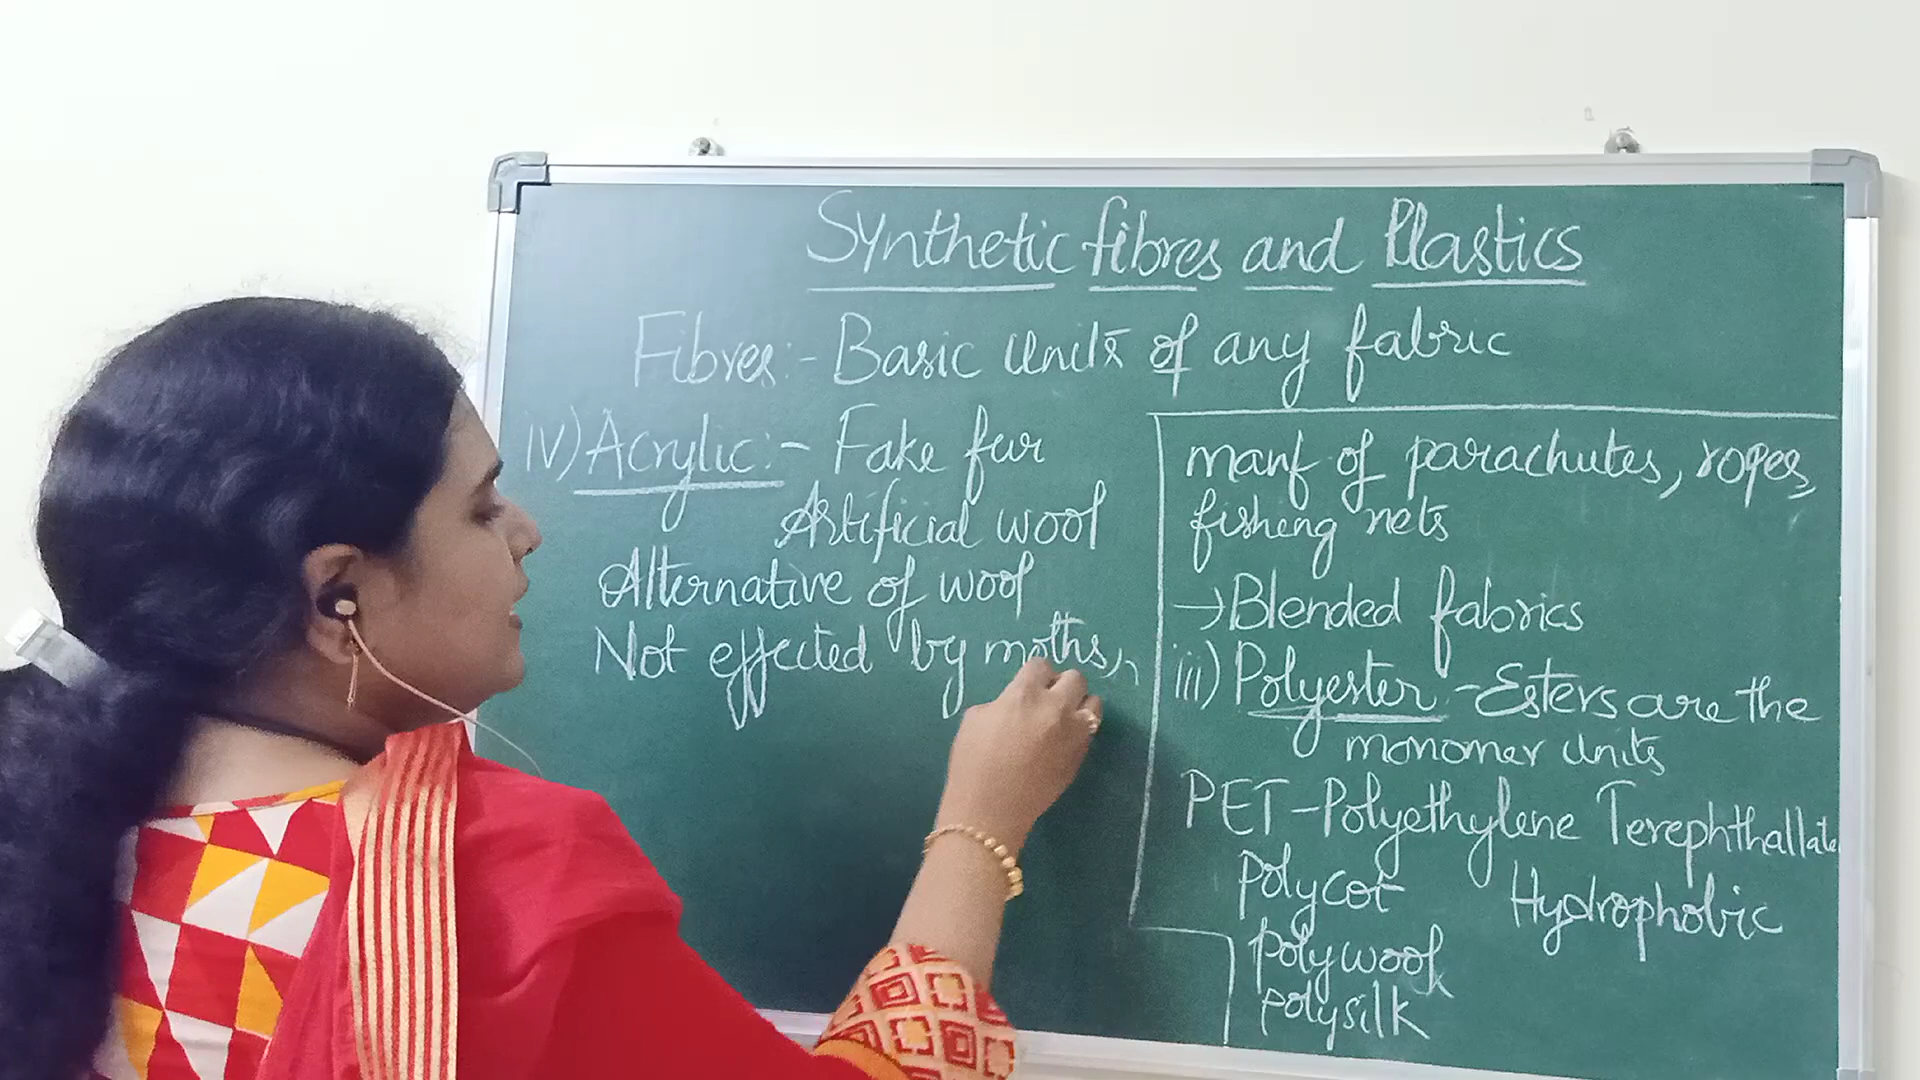 Synthetic fibres and Plastics
Fibres:- Basic Units of any fabric
iv) Acrylic:- Fake fur
Artificial wool
Alternative of wool
Not effected by moths,
manf of parachutes, ropes,
fishing nets
→Blended fabrics
iii) Polyester - Esters are the
monomer units
PET - Polyethylene Terephthallate
polycot Hydrophobic
polywool
polysilk